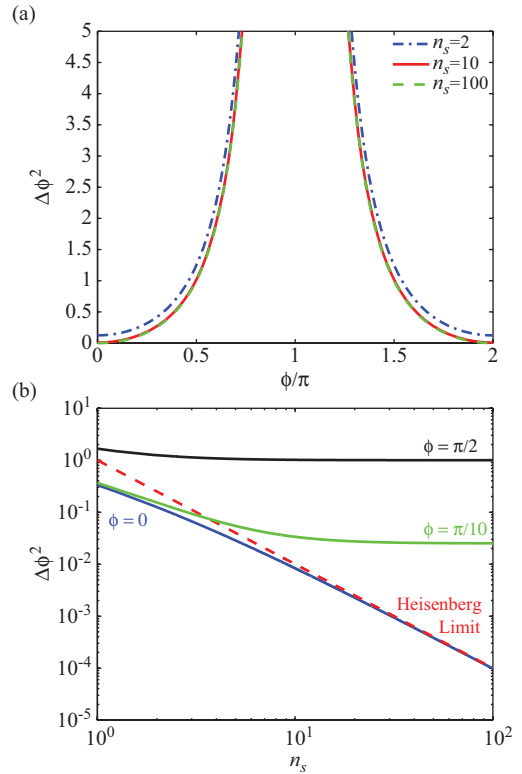 (a)
5
4.5
4
3.5
3
2.5
2
1.5
1
0.5
0
Δϕ²
n_s=2
n_s=10
n_s=100
0 0.5 1 1.5 2
ϕ/π
(b)
10¹
10⁰
10⁻¹
10⁻²
10⁻³
10⁻⁴
10⁻⁵
Δϕ²
ϕ = π/2
ϕ = 0
ϕ = π/10
Heisenberg
Limit
10⁰ 10¹ 10²
n_s